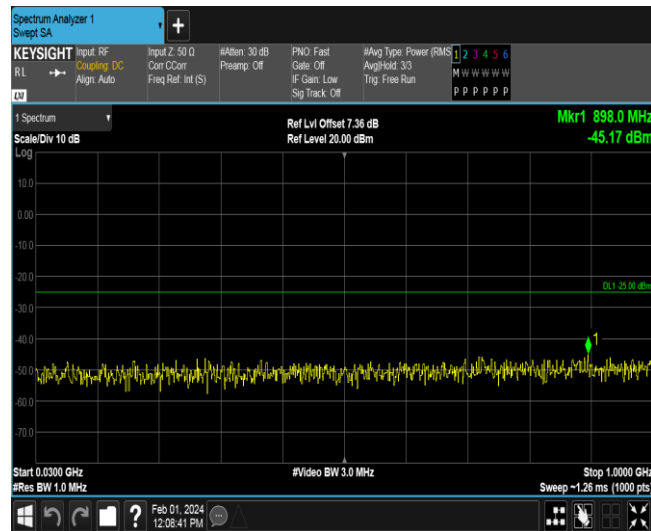 Spectrum Analyzer 1
Swept SA
KEYSIGHT
RL
LXI
Input: RF
Coupling: DC
Align: Auto
Input Z: 50 Ω
Corr CCorr
Freq Ref: Int (S)
#Atten: 30 dB
Preamp: Off
PNO: Fast
Gate: Off
IF Gain: Low
Sig Track: Off
#Avg Type: Power (RMS
Avg|Hold: 3/3
Trig: Free Run
1 2 3 4 5 6
M W W W W W
P P P P P P
1 Spectrum
Scale/Div 10 dB
Log
Ref Lvl Offset 7.36 dB
Ref Level 20.00 dBm
Mkr1 898.0 MHz
-45.17 dBm
10.0
0.00
-10.0
-20.0
DL1 -25.00 dBm
-30.0
-40.0
1
-50.0
-60.0
-70.0
Start 0.0300 GHz
#Res BW 1.0 MHz
#Video BW 3.0 MHz
Stop 1.0000 GHz
Sweep ~1.26 ms (1000 pts
?
Feb 01, 2024
12:08:41 PM